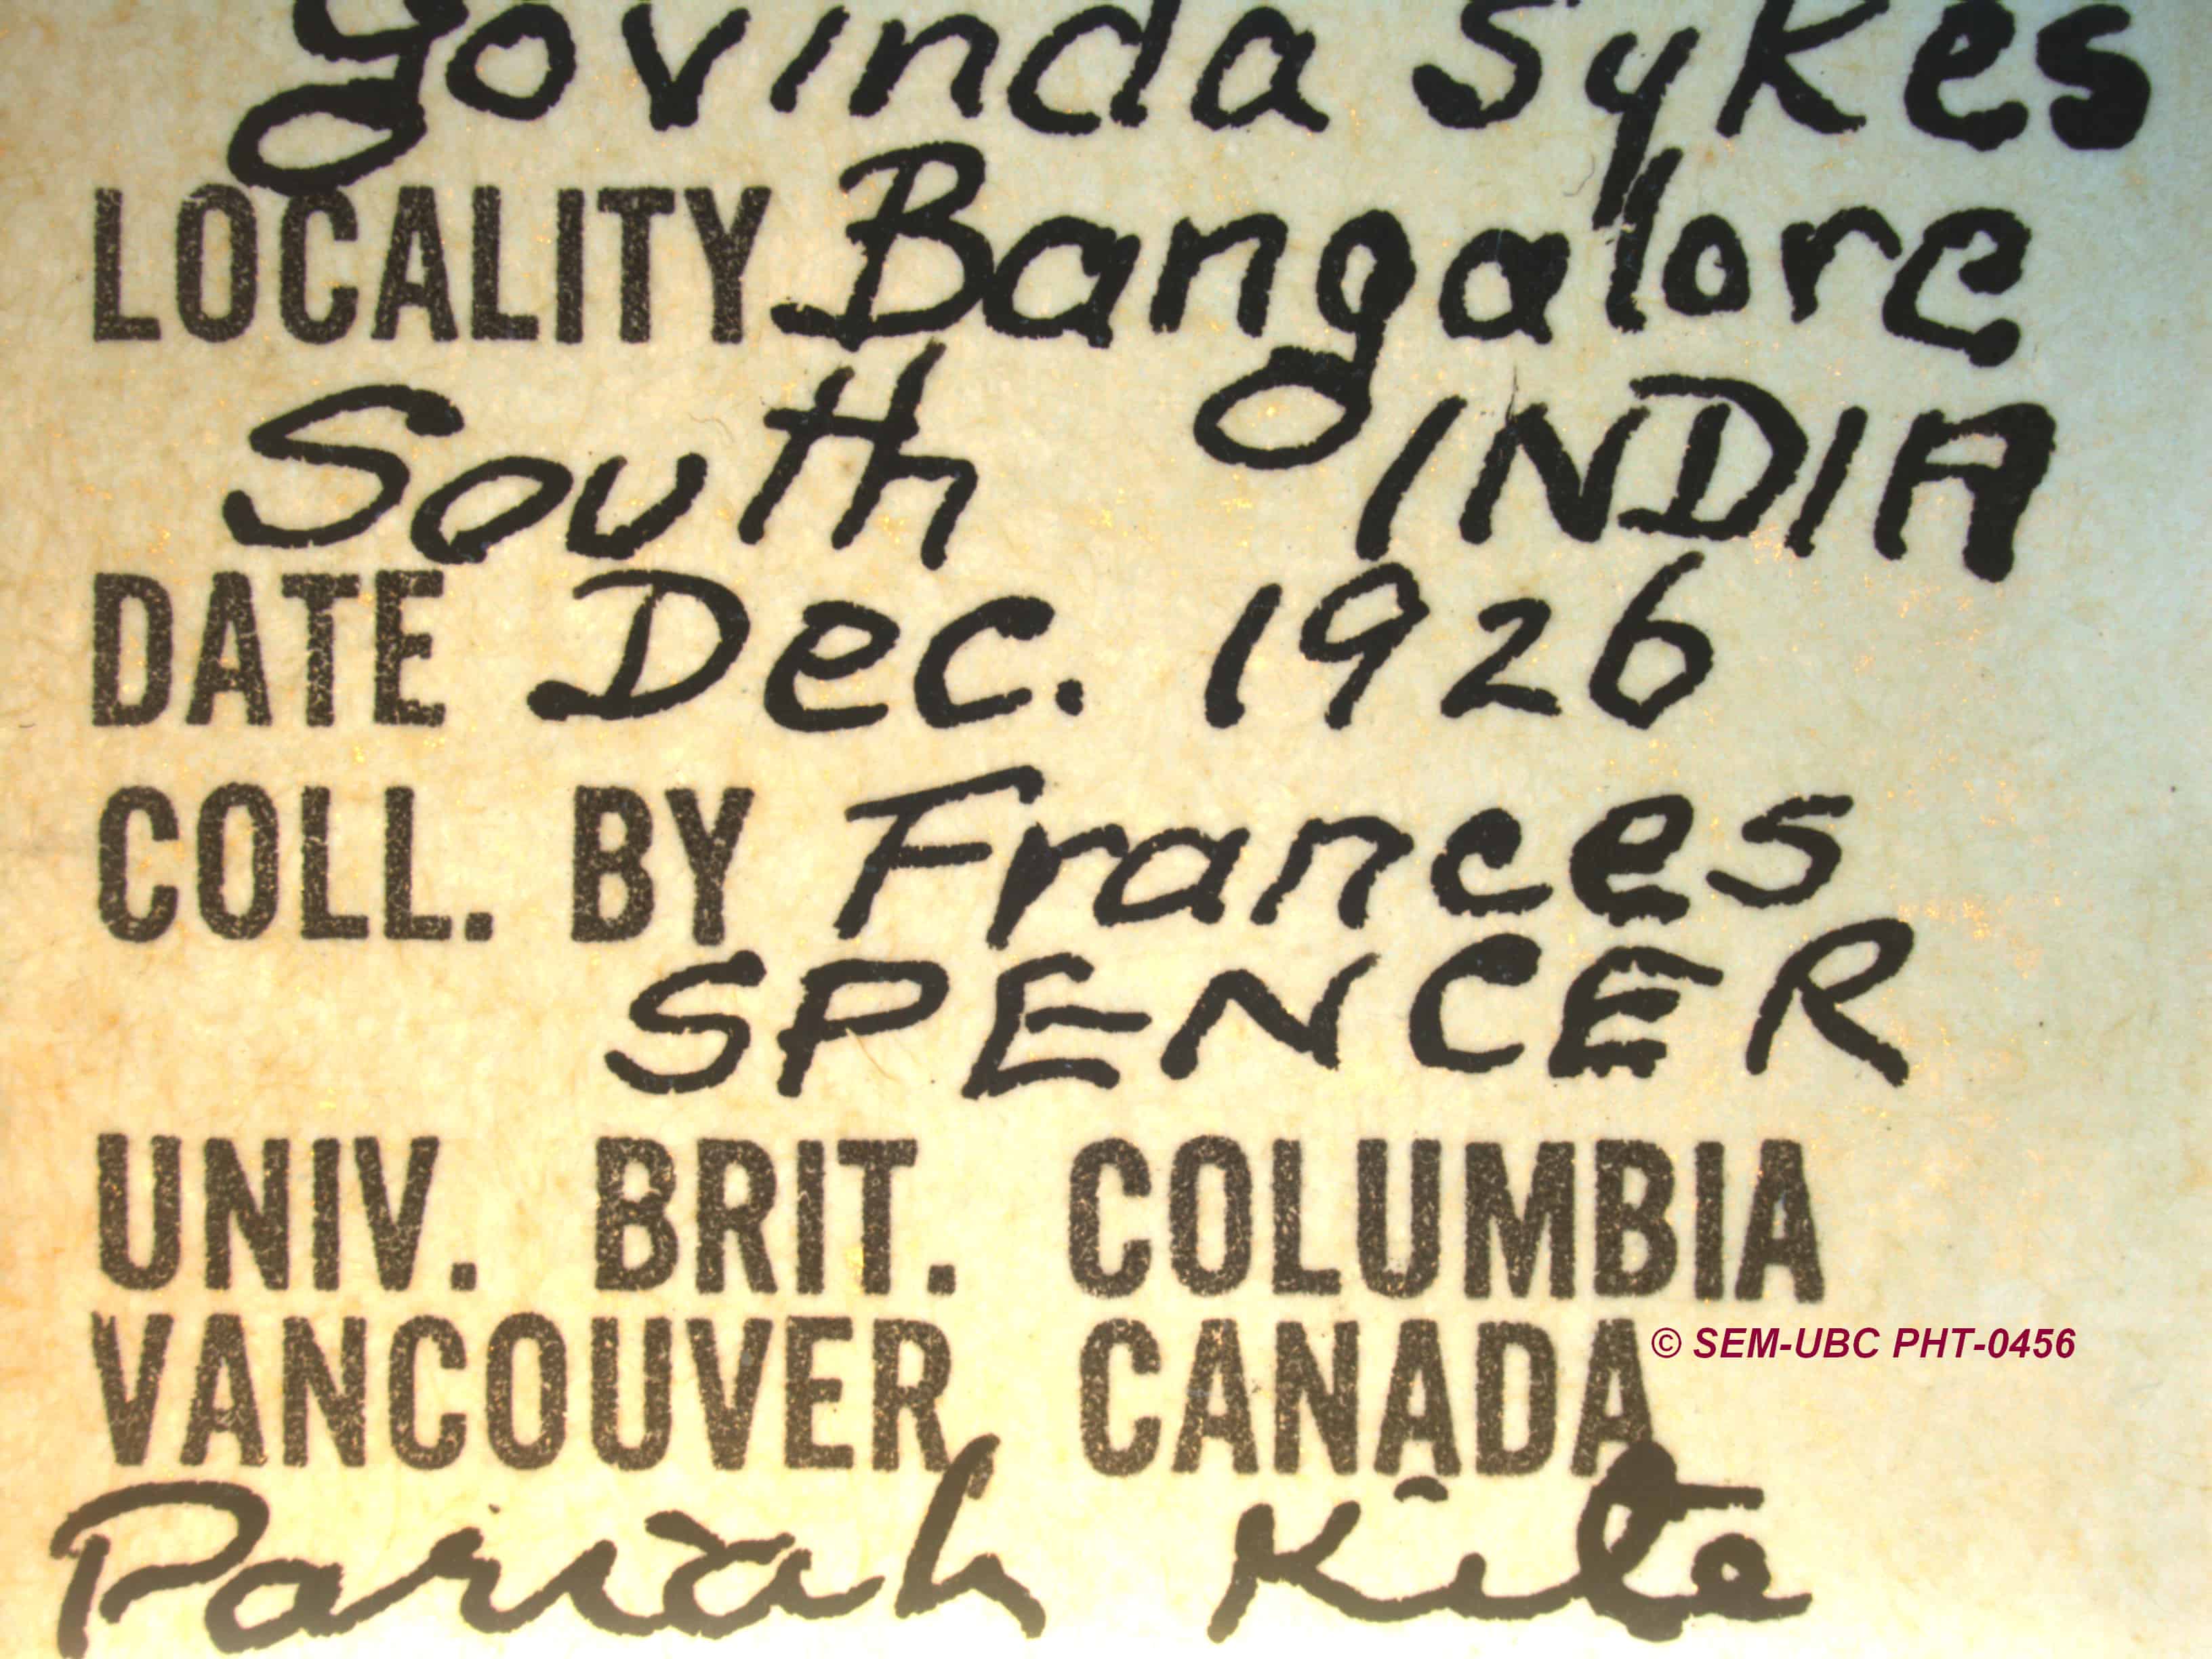 govinda Sykes
LOCALITY Bangalore
South INDIA
DATE Dec. 1926
COLL. BY Frances
SPENCER
UNIV. BRIT. COLUMBIA
VANCOUVER, CANADA
© SEM-UBC PHT-0456
Pariah Kite